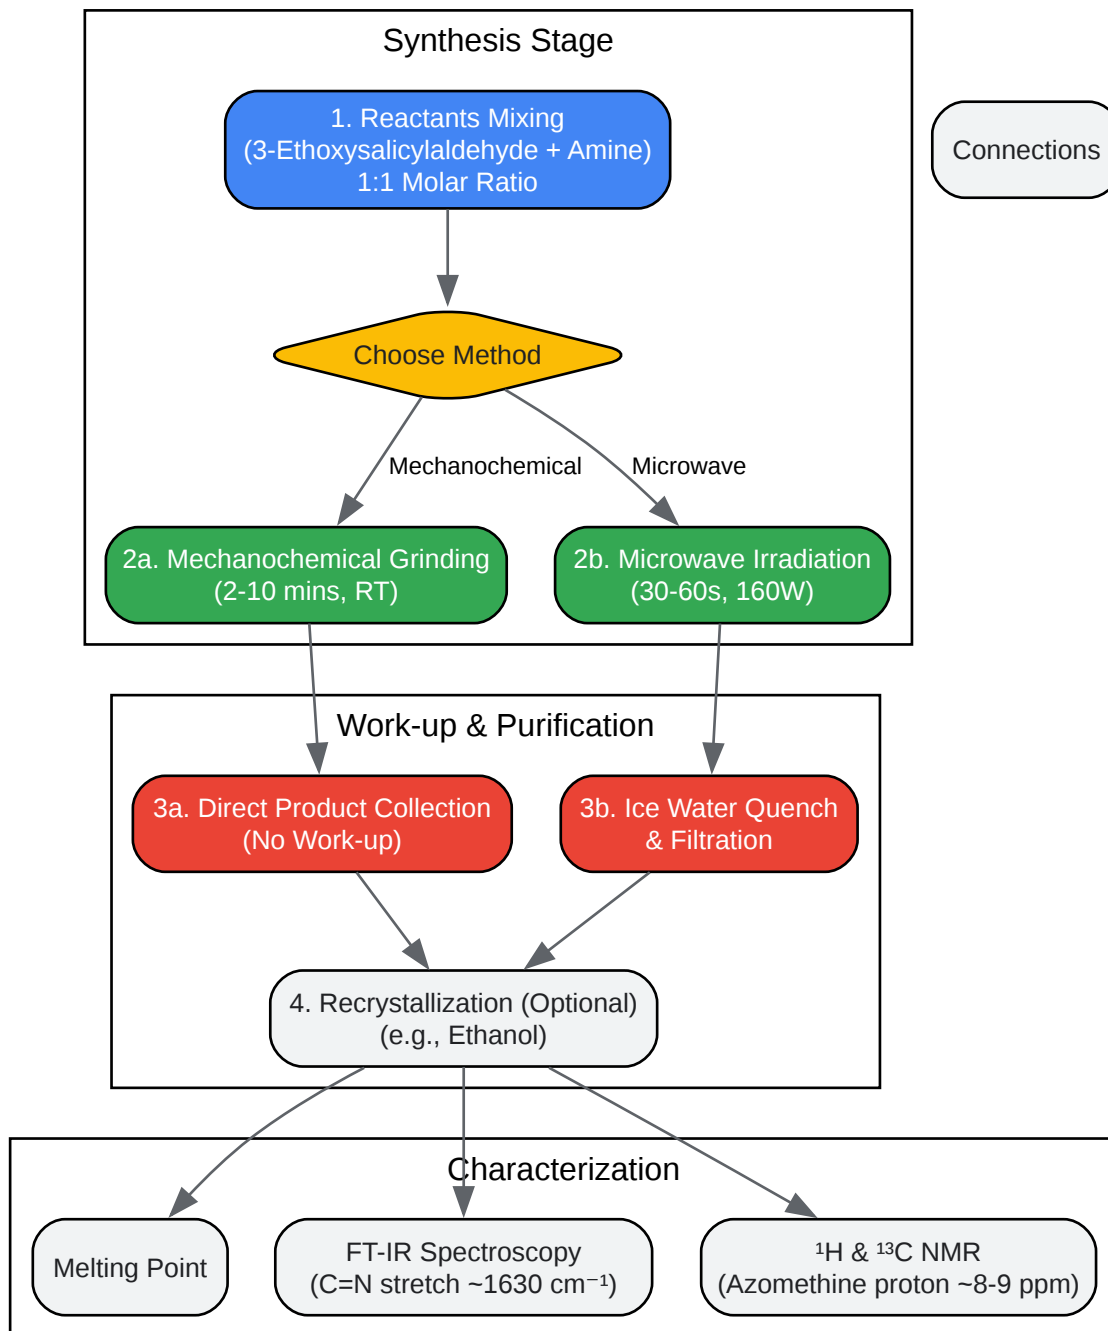 Synthesis Stage
1. Reactants Mixing
(3-Ethoxysalicylaldehyde + Amine)
1:1 Molar Ratio
Connections
Choose Method
Mechanochemical
Microwave
2a. Mechanochemical Grinding
(2-10 mins, RT)
2b. Microwave Irradiation
(30-60s, 160W)
Work-up & Purification
3a. Direct Product Collection
(No Work-up)
3b. Ice Water Quench
& Filtration
4. Recrystallization (Optional)
(e.g., Ethanol)
Characterization
Melting Point
FT-IR Spectroscopy
(C=N stretch ~1630 cm⁻¹)
¹H & ¹³C NMR
(Azomethine proton ~8-9 ppm)